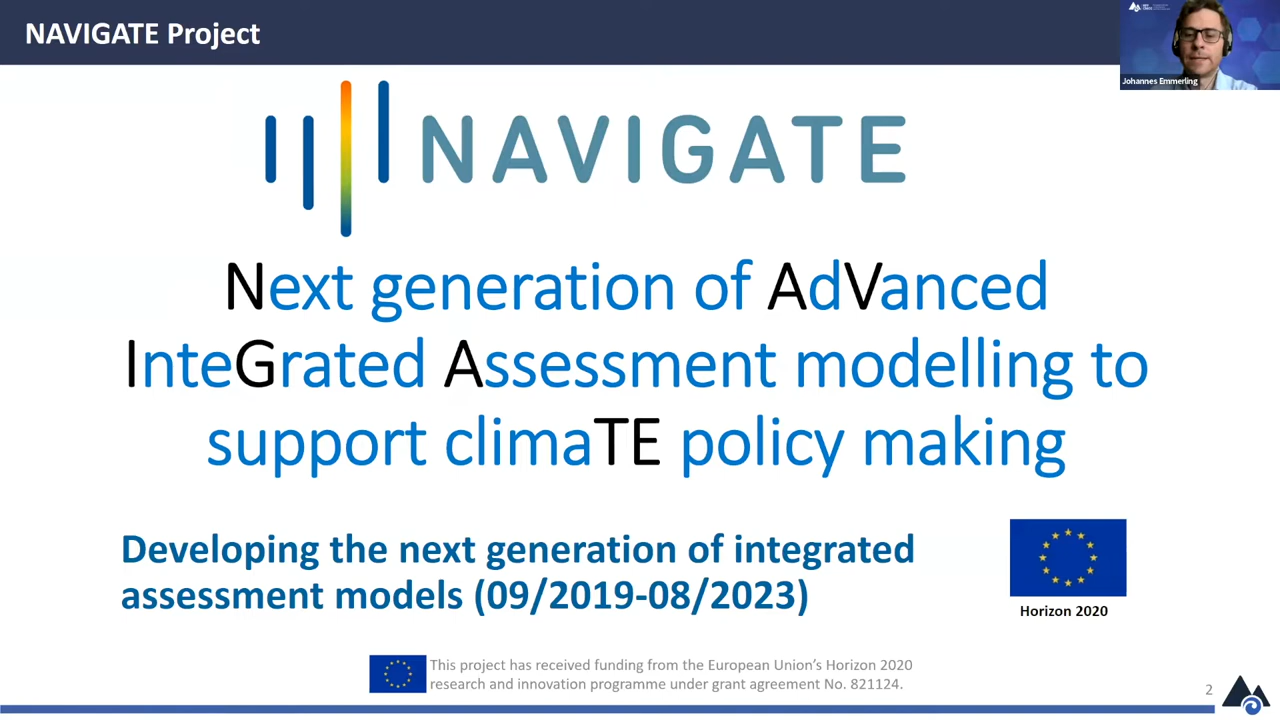 NAVIGATE Project
Johannes Emmerling
NAVIGATE
Next generation of AdVanced
InteGrated Assessment modelling to
support climaTE policy making
Developing the next generation of integrated
assessment models (09/2019-08/2023)
Horizon 2020
This project has received funding from the European Union’s Horizon 2020
research and innovation programme under grant agreement No. 821124.
2